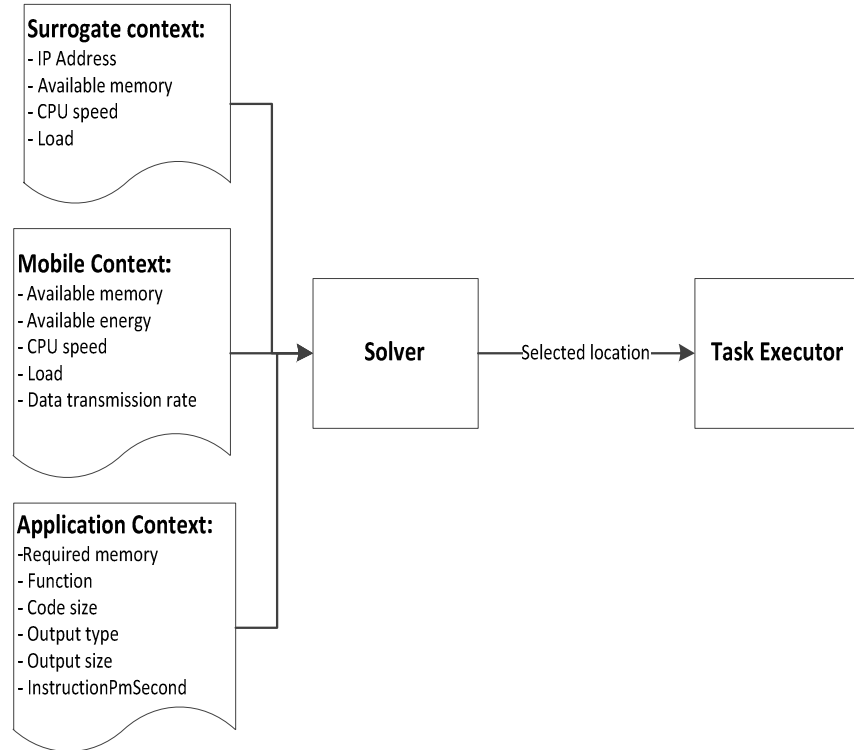 Surrogate context:
- IP Address
- Available memory
- CPU speed
- Load
Mobile Context:
- Available memory
- Available energy
- CPU speed
- Load
- Data transmission rate
Application Context:
-Required memory
- Function
- Code size
- Output type
- Output size
- InstructionPmSecond
Solver
Selected location
Task Executor